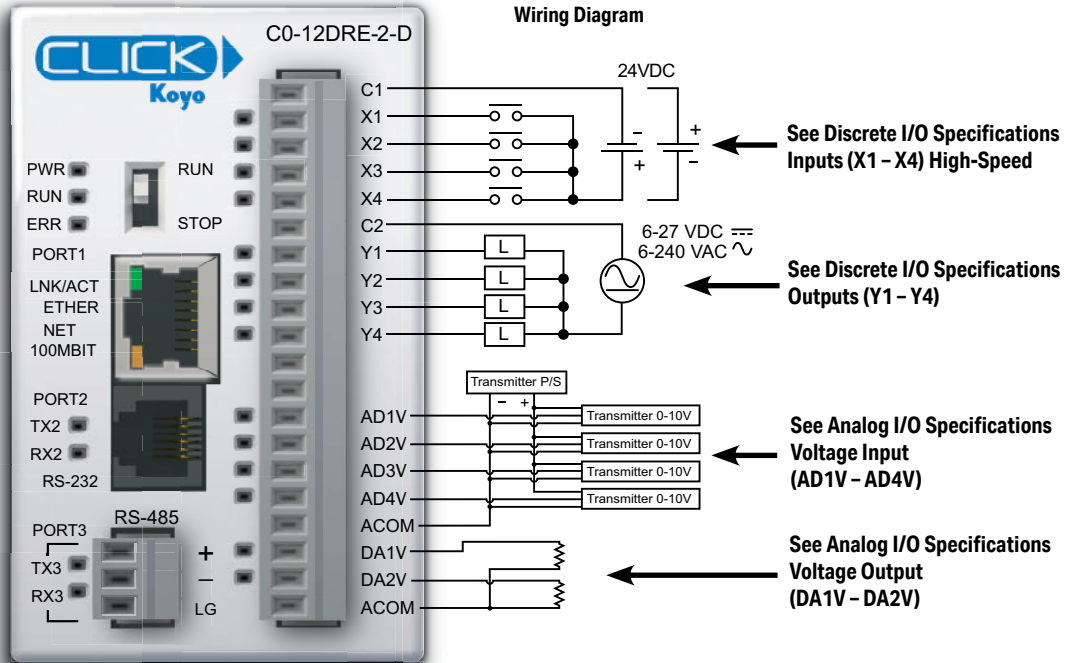 Wiring Diagram
C0-12DRE-2-D
CLICK
Koyo
PWR
RUN
ERR
RUN
STOP
PORT1
LNK/ACT
ETHER
NET
100MBIT
PORT2
TX2
RX2
RS-232
PORT3
RS-485
TX3
RX3
+
–
LG
C1
X1
X2
X3
X4
C2
Y1
Y2
Y3
Y4
AD1V
AD2V
AD3V
AD4V
ACOM
DA1V
DA2V
ACOM
24VDC
-
+
+
-
See Discrete I/O Specifications
Inputs (X1 – X4) High-Speed
L
L
L
L
6-27 VDC
6-240 VAC
See Discrete I/O Specifications
Outputs (Y1 – Y4)
Transmitter P/S
- +
Transmitter 0-10V
Transmitter 0-10V
Transmitter 0-10V
Transmitter 0-10V
See Analog I/O Specifications
Voltage Input
(AD1V – AD4V)
See Analog I/O Specifications
Voltage Output
(DA1V – DA2V)